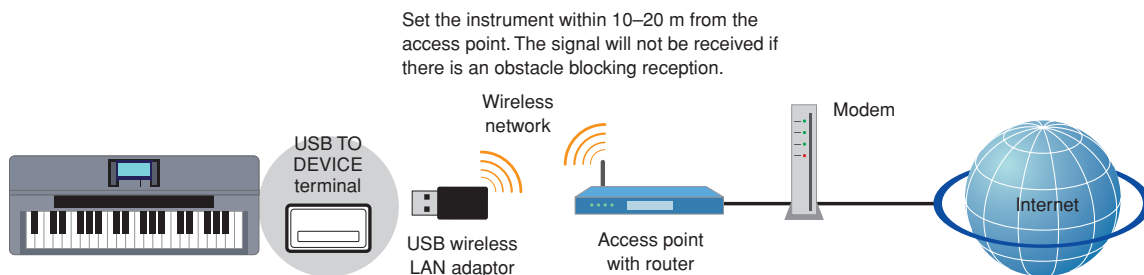 Set the instrument within 10–20 m from the
access point. The signal will not be received if
there is an obstacle blocking reception.
Wireless
network
Modem
USB TO
DEVICE
terminal
Internet
USB wireless
LAN adaptor
Access point
with router